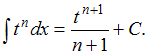 ∫tⁿdx = tⁿ⁺¹/(n+1) + C.